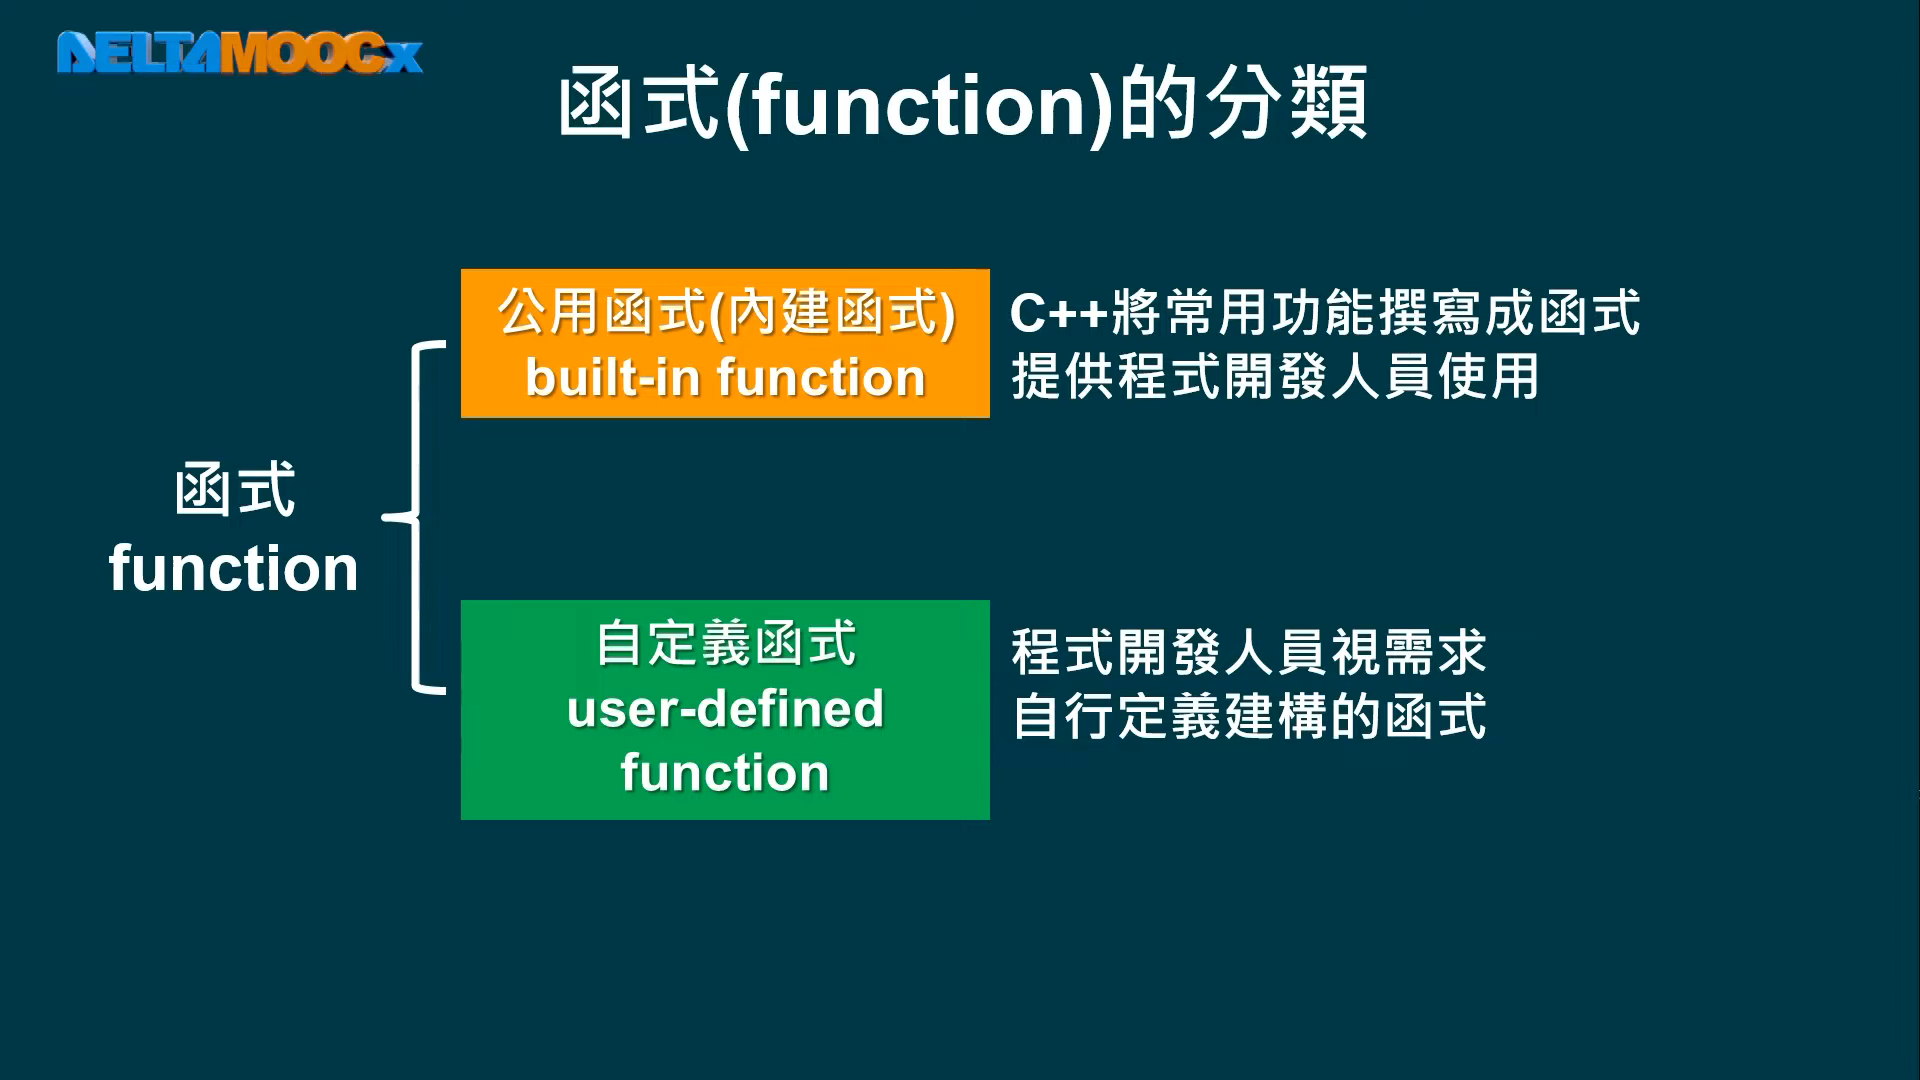 DELTAMOOCx
函式(function)的分類
公用函式(內建函式)
built-in function
C++將常用功能撰寫成函式
提供程式開發人員使用
函式
function
自定義函式
user-defined
function
程式開發人員視需求
自行定義建構的函式